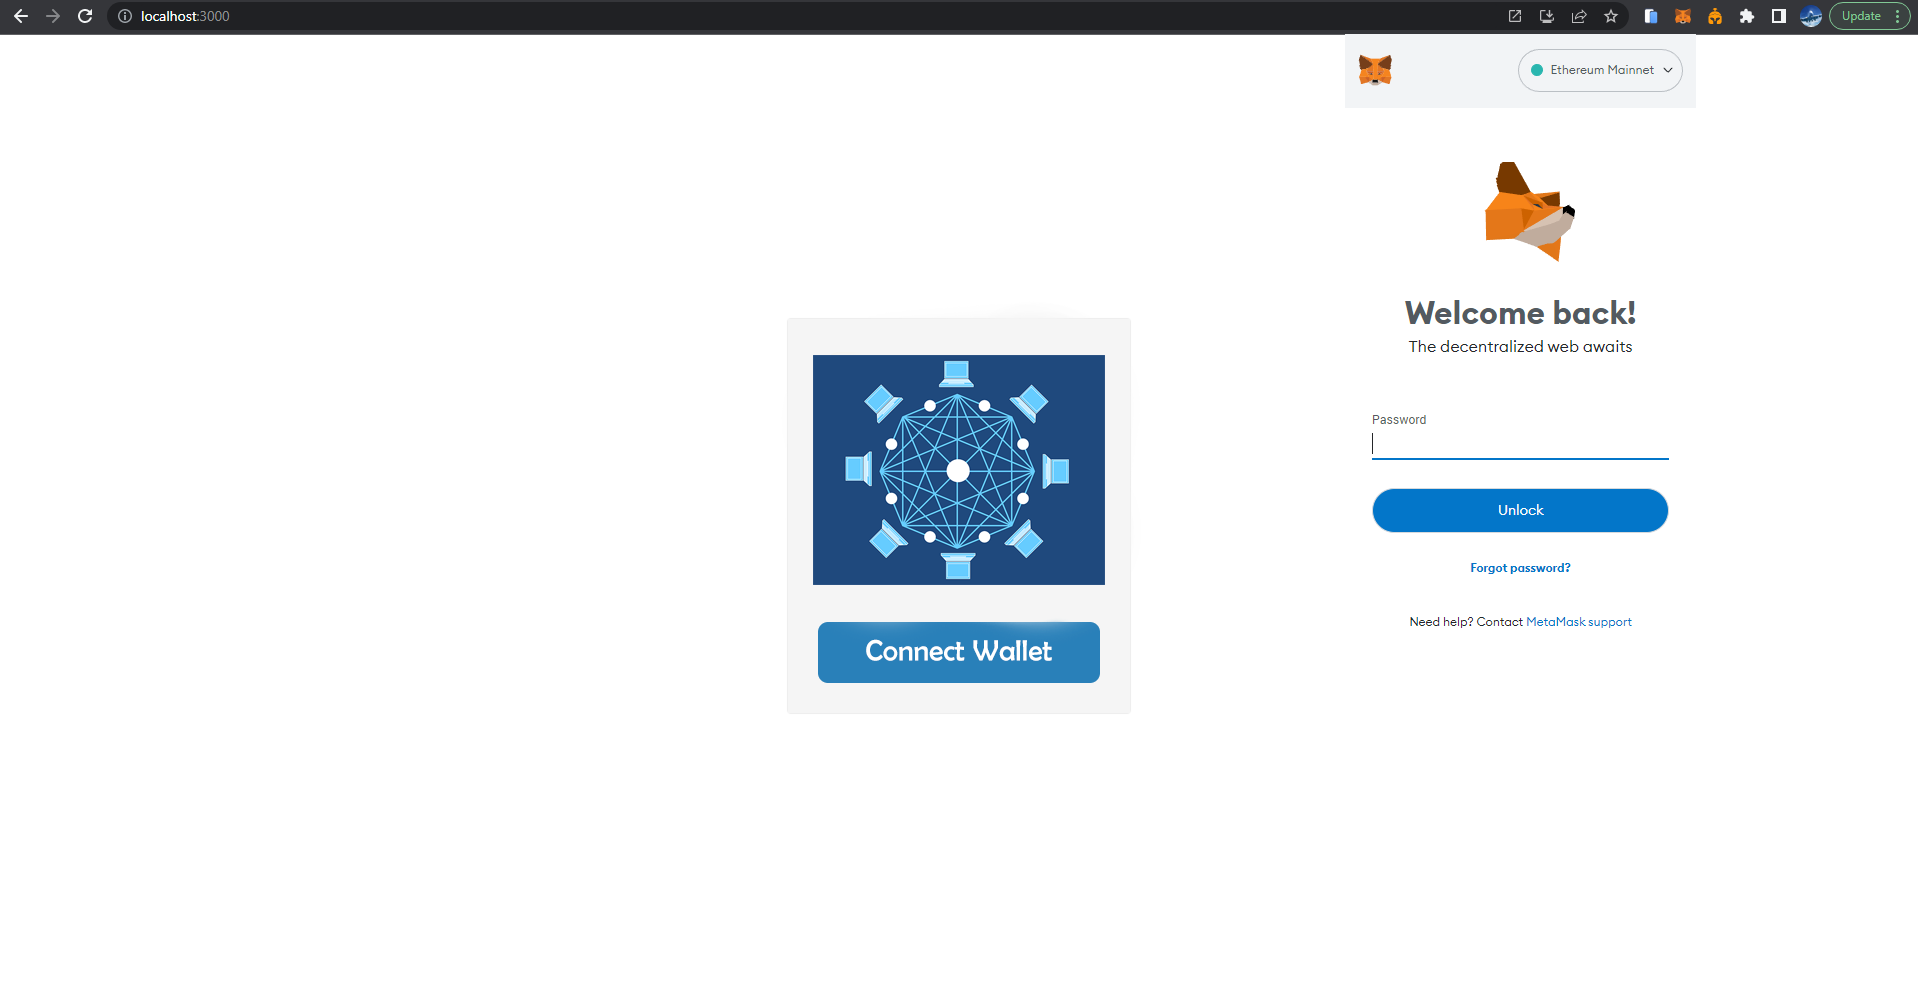 localhost:3000
Update
Ethereum Mainnet
Welcome back!
The decentralized web awaits
Password
Unlock
Forgot password?
Need help? Contact MetaMask support
Connect Wallet